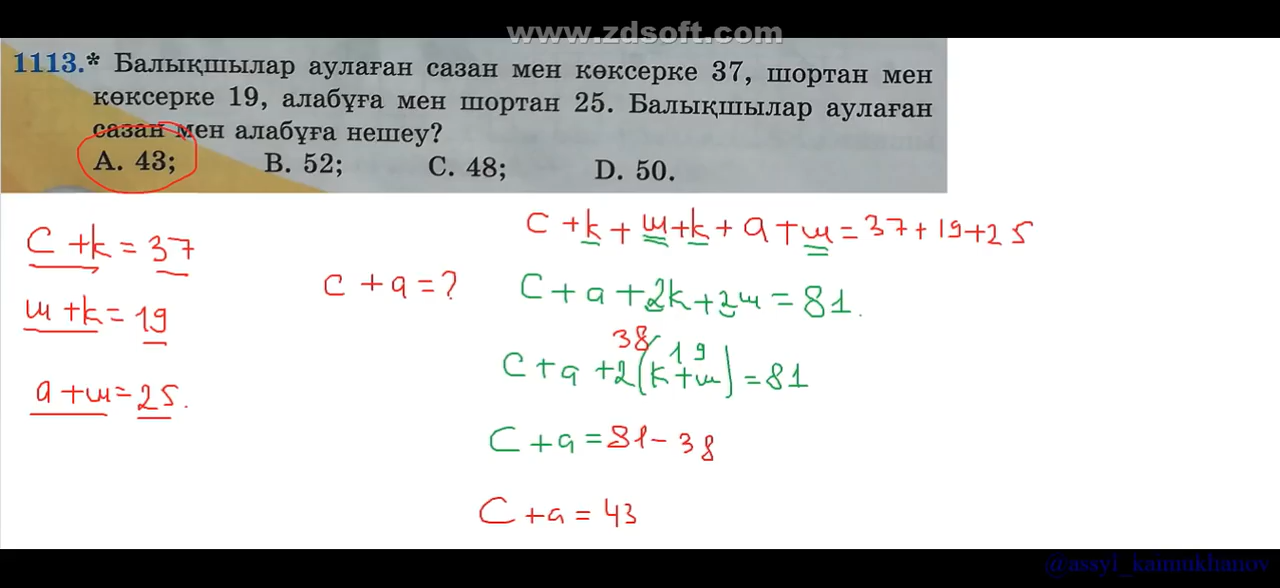 www.zdsoft.com
1113.* Балықшылар аулаған сазан мен көксерке 37, шортан мен
көксерке 19, алабұға мен шортан 25. Балықшылар аулаған
сазан мен алабұға нешеу?
A. 43; B. 52; C. 48; D. 50.
c + k = 37
ш + k = 19
a + ш = 25.
c + a = ?
c + k + ш + k + a + ш = 37 + 19 + 25
c + a + 2k + 2ш = 81.
38 19
c + a + 2(k + ш) = 81
c + a = 81 - 38
c + a = 43
@assyl_kaimukhanov